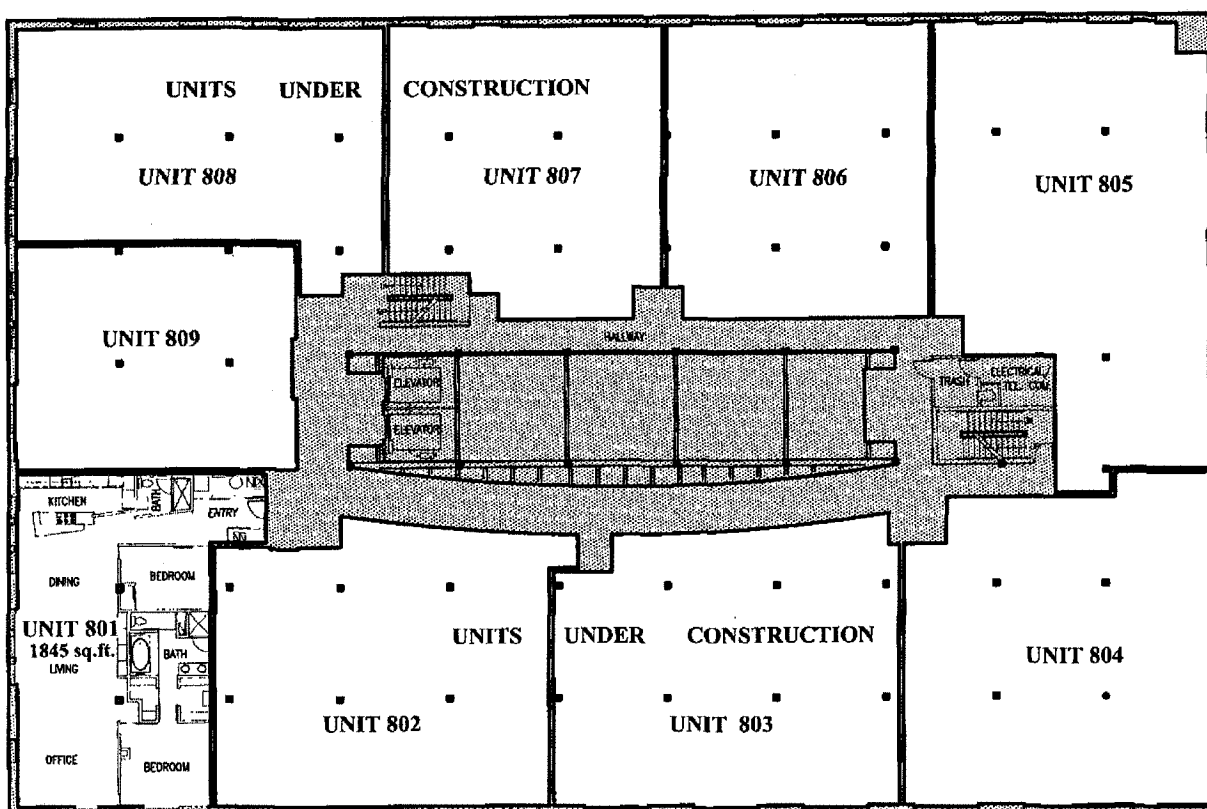 UNITS UNDER CONSTRUCTION
UNIT 808
UNIT 807
UNIT 806
UNIT 805
UNIT 809
HALLWAY
ELEVATOR
ELEVATOR
TRASH
ELECTRICAL/
TEL. COM
KITCHEN
BATH
ENTRY
DINING
BEDROOM
UNIT 801
1845 sq.ft.
LIVING
BATH
OFFICE
BEDROOM
UNITS UNDER CONSTRUCTION
UNIT 802
UNIT 803
UNIT 804